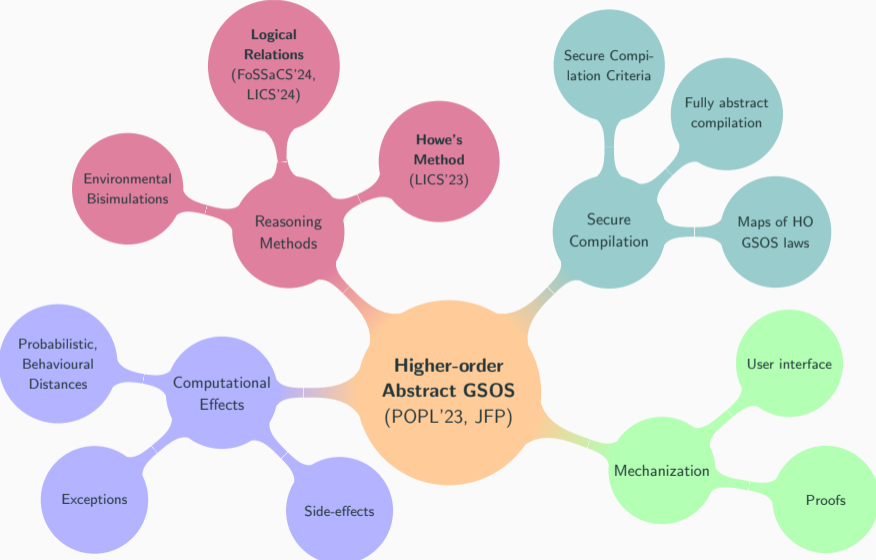 Logical
Relations
(FoSSaCS'24,
LICS'24)
Howe's
Method
(LICS'23)
Environmental
Bisimulations
Reasoning
Methods
Secure Compi-
lation Criteria
Fully abstract
compilation
Secure
Compilation
Maps of HO
GSOS laws
Higher-order
Abstract GSOS
(POPL'23, JFP)
Probabilistic,
Behavioural
Distances
Computational
Effects
Exceptions
Side-effects
User interface
Mechanization
Proofs